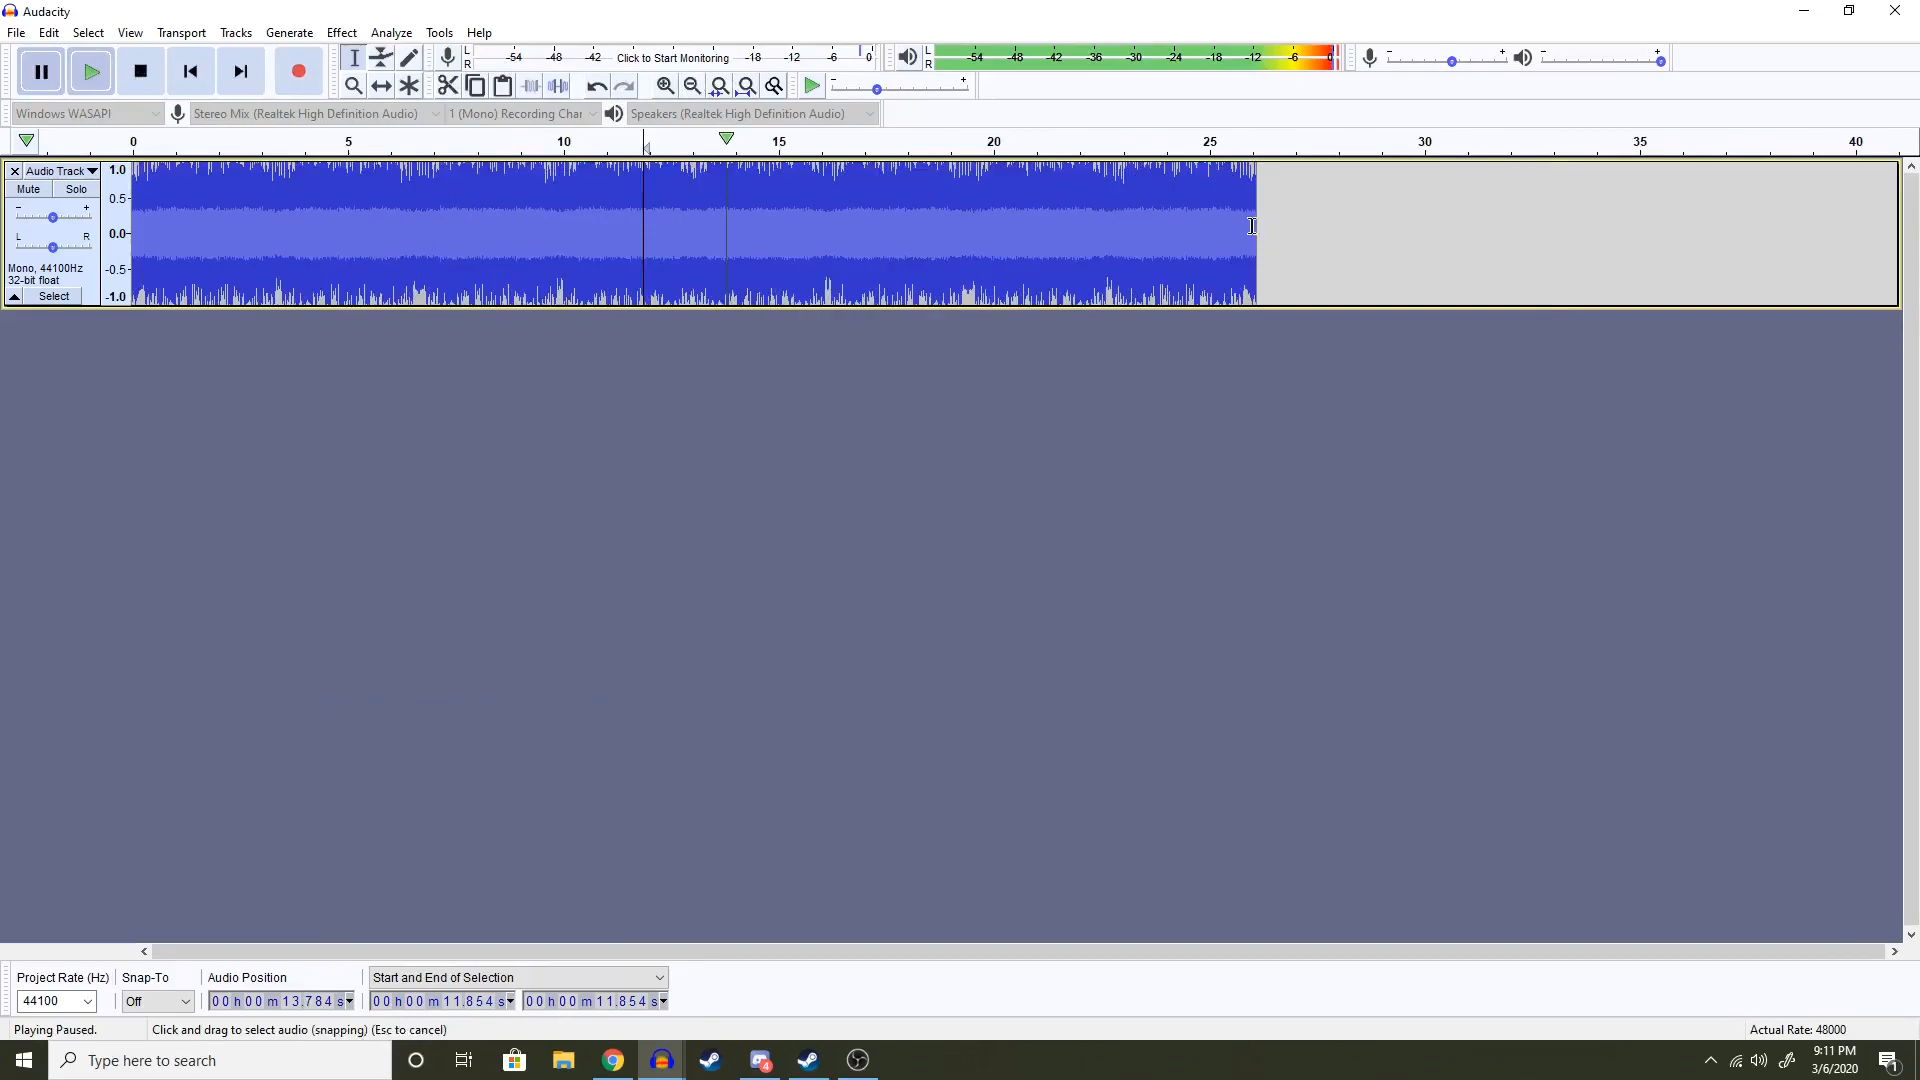 Audacity
File Edit Select View Transport Tracks Generate Effect Analyze Tools Help
L R -54 -48 -42 Click to Start Monitoring -18 -12 -6 0 L R -54 -48 -42 -36 -30 -24 -18 -12 -6 0
Windows WASAPI Stereo Mix (Realtek High Definition Audio) 1 (Mono) Recording Char Speakers (Realtek High Definition Audio)
0 5 10 15 20 25 30 35 40
Audio Track 1.0
Mute Solo
0.5
- +
L R 0.0
Mono, 44100Hz -0.5
32-bit float
Select -1.0
Project Rate (Hz) Snap-To Audio Position Start and End of Selection
44100 Off 00 h 00 m 13.784 s 00 h 00 m 11.854 s 00 h 00 m 11.854 s
Playing Paused. Click and drag to select audio (snapping) (Esc to cancel) Actual Rate: 48000
Type here to search 4 9:11 PM 1
3/6/2020